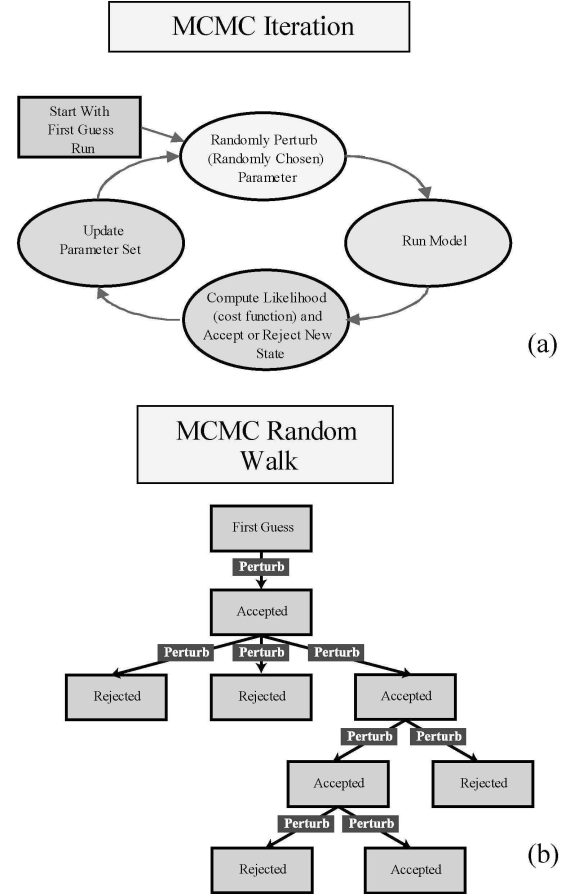 MCMC Iteration
Start With
First Guess
Run
Randomly Perturb
(Randomly Chosen)
Parameter
Update
Parameter Set
Run Model
Compute Likelihood
(cost function) and
Accept or Reject New
State
(a)
MCMC Random
Walk
First Guess
Perturb
Accepted
Perturb Perturb Perturb
Rejected Rejected Accepted
Perturb Perturb
Accepted Rejected
Perturb Perturb
Rejected Accepted
(b)